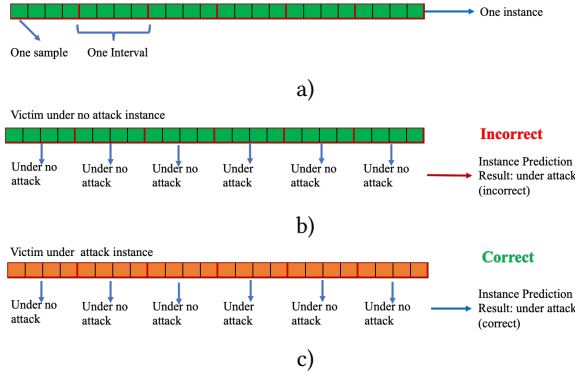 One instance
One sample
One Interval
a)
Victim under no attack instance
Incorrect
Under no attack
Under no attack
Under no attack
Under attack
Under no attack
Under no attack
Instance Prediction
Result: under attack
(incorrect)
b)
Victim under attack instance
Correct
Under no attack
Under no attack
Under no attack
Under attack
Under no attack
Under no attack
Instance Prediction
Result: under attack
(correct)
c)